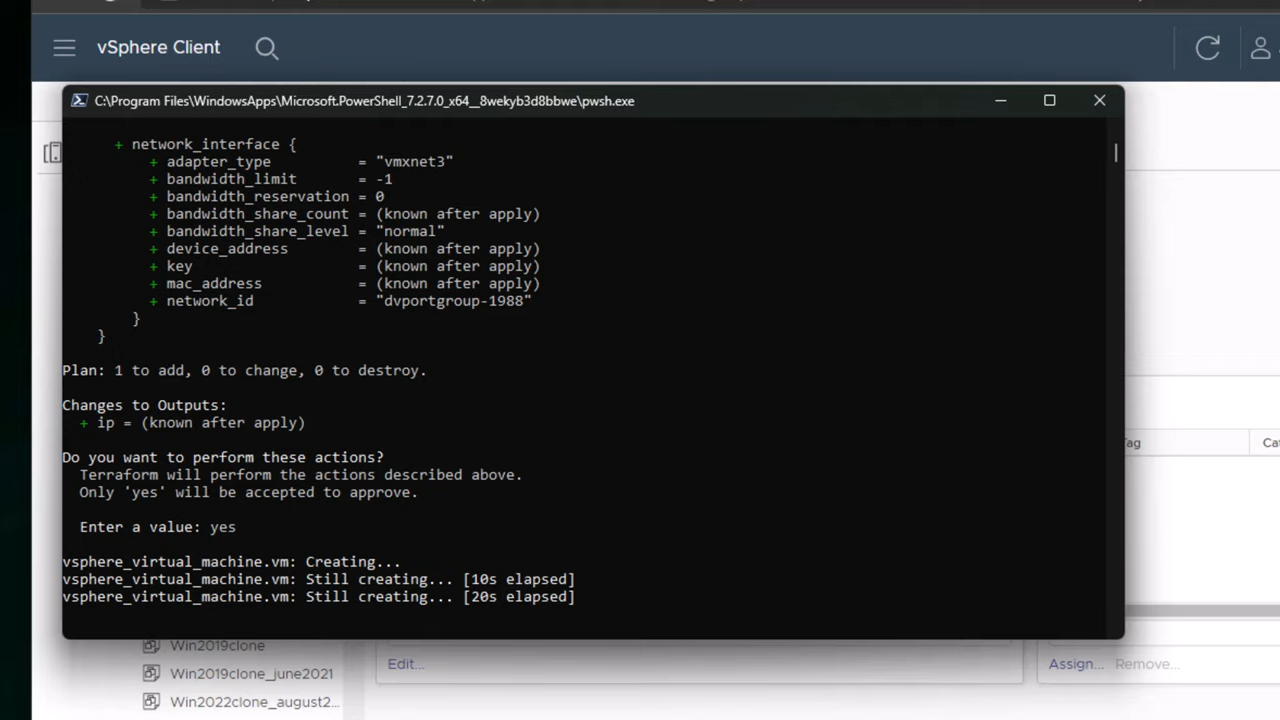 vSphere Client
C:\Program Files\WindowsApps\Microsoft.PowerShell_7.2.7.0_x64__8wekyb3d8bbwe\pwsh.exe
+ network_interface {
+ adapter_type = "vmxnet3"
+ bandwidth_limit = -1
+ bandwidth_reservation = 0
+ bandwidth_share_count = (known after apply)
+ bandwidth_share_level = "normal"
+ device_address = (known after apply)
+ key = (known after apply)
+ mac_address = (known after apply)
+ network_id = "dvportgroup-1988"
}
}
Plan: 1 to add, 0 to change, 0 to destroy.
Changes to Outputs:
+ ip = (known after apply)
Do you want to perform these actions?
Terraform will perform the actions described above.
Only 'yes' will be accepted to approve.
Enter a value: yes
vsphere_virtual_machine.vm: Creating...
vsphere_virtual_machine.vm: Still creating... [10s elapsed]
vsphere_virtual_machine.vm: Still creating... [20s elapsed]
Tag
Win2019clone
Win2019clone_june2021
Win2022clone_august2...
Edit...
Assign... Remove...